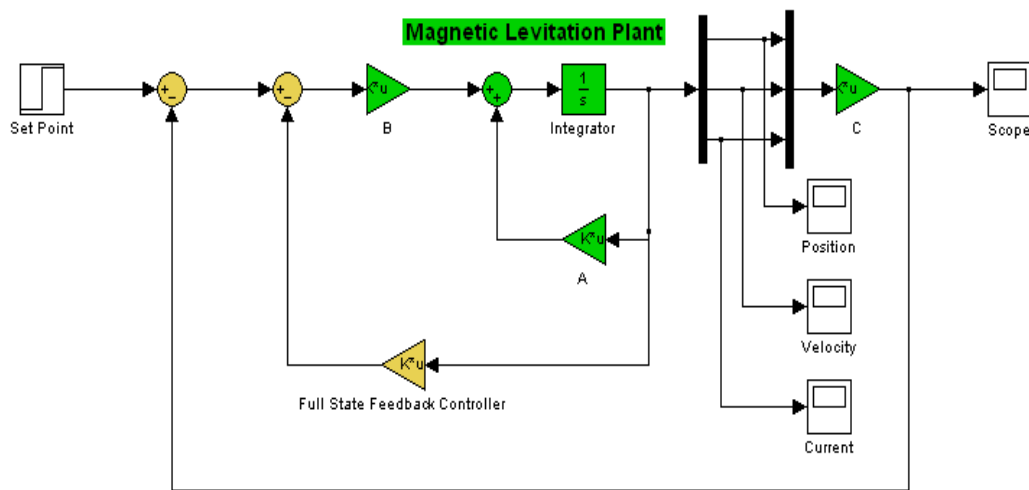 Magnetic Levitation Plant
Set Point
+
−
+
−
K*u
B
+
+
1
s
Integrator
K*u
C
Scope
K*u
A
Position
Velocity
K*u
Full State Feedback Controller
Current